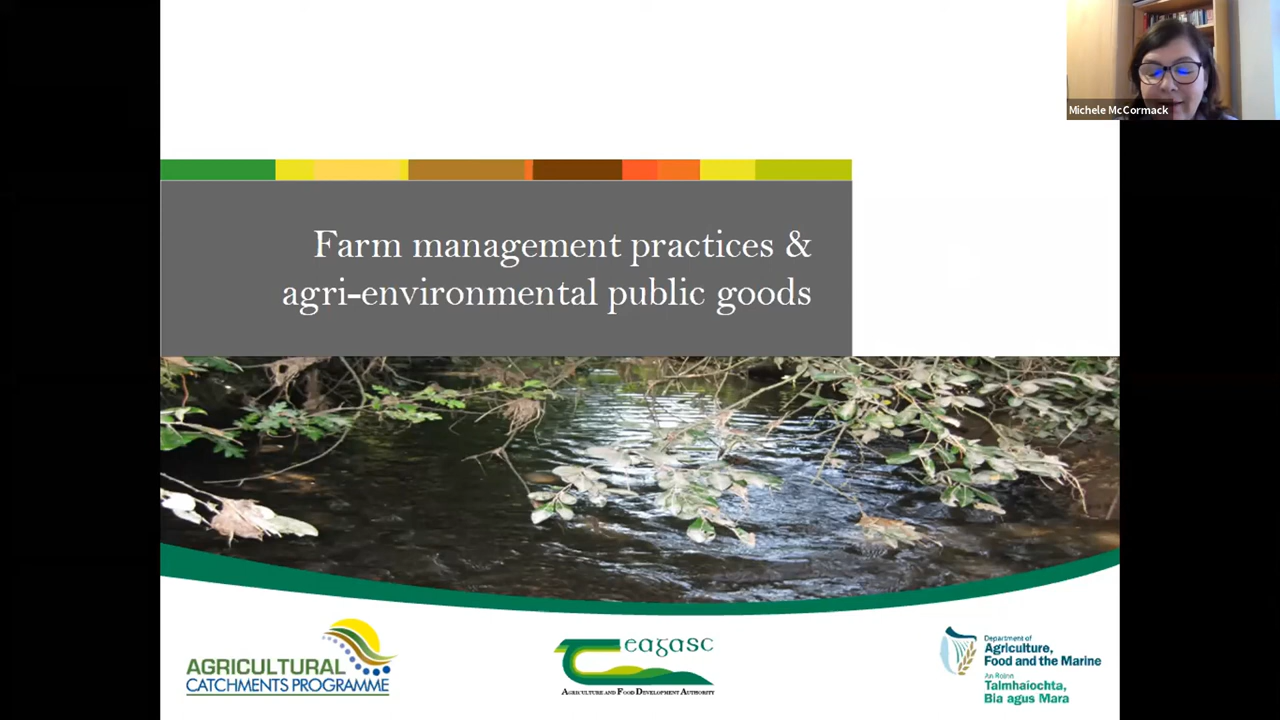 Michele McCormack
Farm management practices &
agri-environmental public goods
AGRICULTURAL
CATCHMENTS PROGRAMME
eagasc
AGRICULTURE AND FOOD DEVELOPMENT AUTHORITY
Department of
Agriculture,
Food and the Marine
An Roinn
Talmhaíochta,
Bia agus Mara